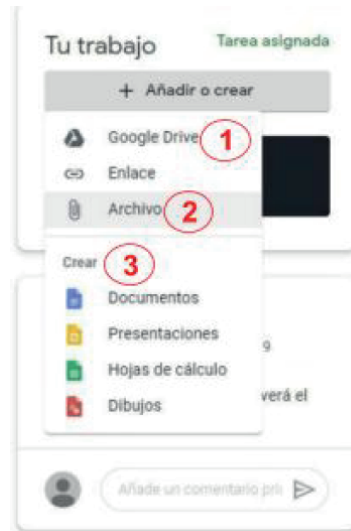 Tu trabajo
Tarea asignada
+ Añadir o crear
Google Drive 1
Enlace
Archivo 2
Crear 3
Documentos
Presentaciones
9
Hojas de cálculo
verá el
Dibujos
Añade un comentario pri